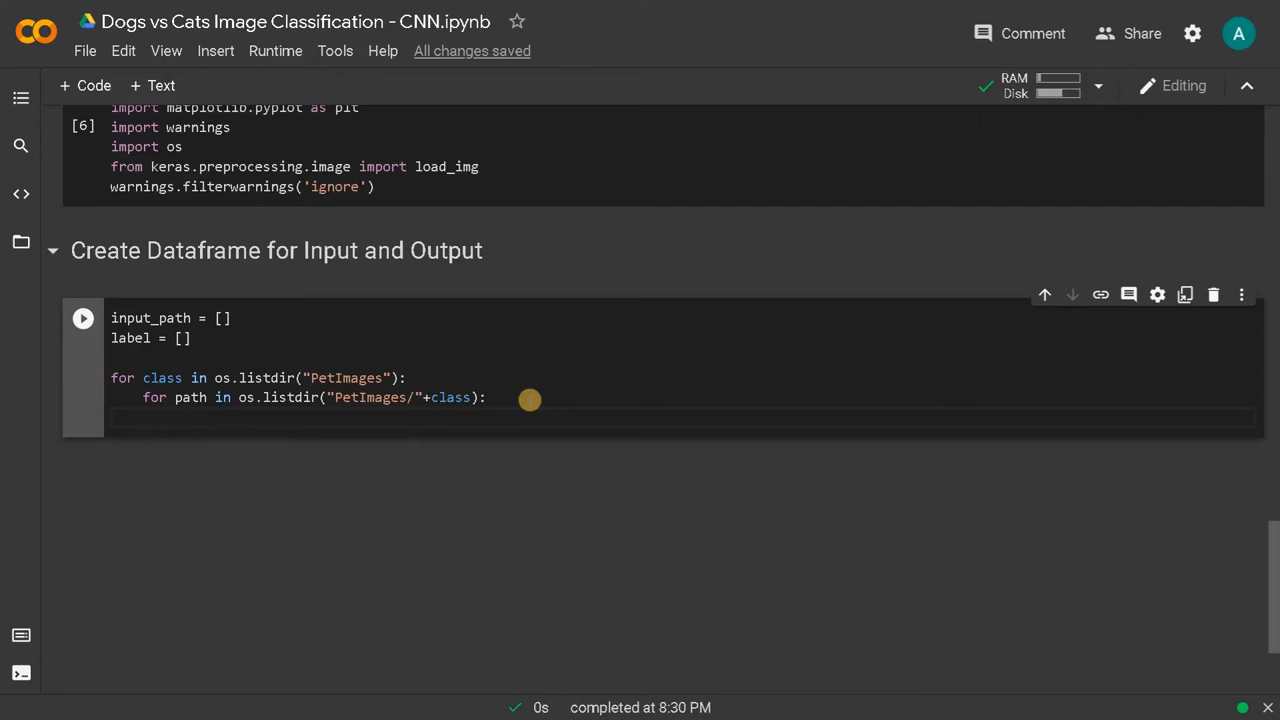 Dogs vs Cats Image Classification - CNN.ipynb
Comment
Share
A
File Edit View Insert Runtime Tools Help All changes saved
+ Code + Text
RAM
Disk
Editing
import matplotlib.pyplot as plt
[6]
import warnings
import os
from keras.preprocessing.image import load_img
warnings.filterwarnings('ignore')
Create Dataframe for Input and Output
input_path = []
label = []
for class in os.listdir("PetImages"):
for path in os.listdir("PetImages/"+class):
0s completed at 8:30 PM